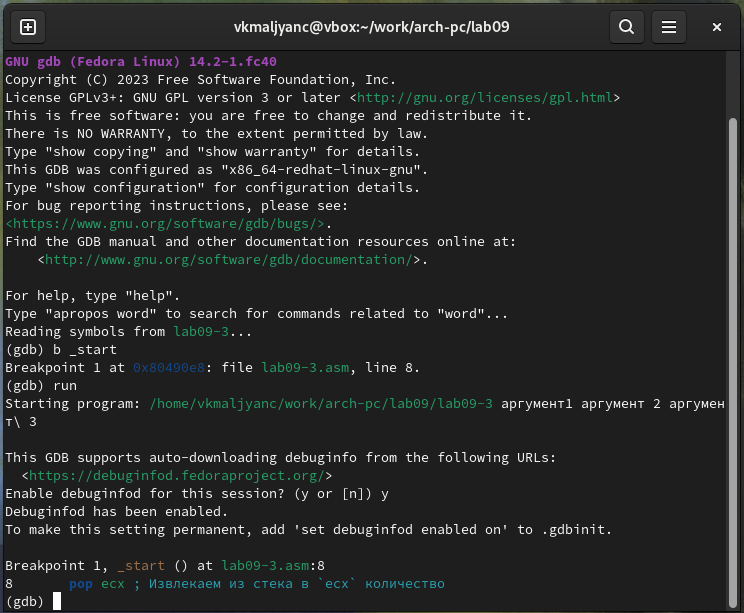 vkmaljyanc@vbox:~/work/arch-pc/lab09
GNU gdb (Fedora Linux) 14.2-1.fc40
Copyright (C) 2023 Free Software Foundation, Inc.
License GPLv3+: GNU GPL version 3 or later <http://gnu.org/licenses/gpl.html>
This is free software: you are free to change and redistribute it.
There is NO WARRANTY, to the extent permitted by law.
Type "show copying" and "show warranty" for details.
This GDB was configured as "x86_64-redhat-linux-gnu".
Type "show configuration" for configuration details.
For bug reporting instructions, please see:
<https://www.gnu.org/software/gdb/bugs/>.
Find the GDB manual and other documentation resources online at:
    <http://www.gnu.org/software/gdb/documentation/>.

For help, type "help".
Type "apropos word" to search for commands related to "word"...
Reading symbols from lab09-3...
(gdb) b _start
Breakpoint 1 at 0x80490e8: file lab09-3.asm, line 8.
(gdb) run
Starting program: /home/vkmaljyanc/work/arch-pc/lab09/lab09-3 аргумент1 аргумент 2 аргумен
т\ 3

This GDB supports auto-downloading debuginfo from the following URLs:
  <https://debuginfod.fedoraproject.org/>
Enable debuginfod for this session? (y or [n]) y
Debuginfod has been enabled.
To make this setting permanent, add 'set debuginfod enabled on' to .gdbinit.

Breakpoint 1, _start () at lab09-3.asm:8
8       pop ecx ; Извлекаем из стека в `ecx` количество
(gdb)